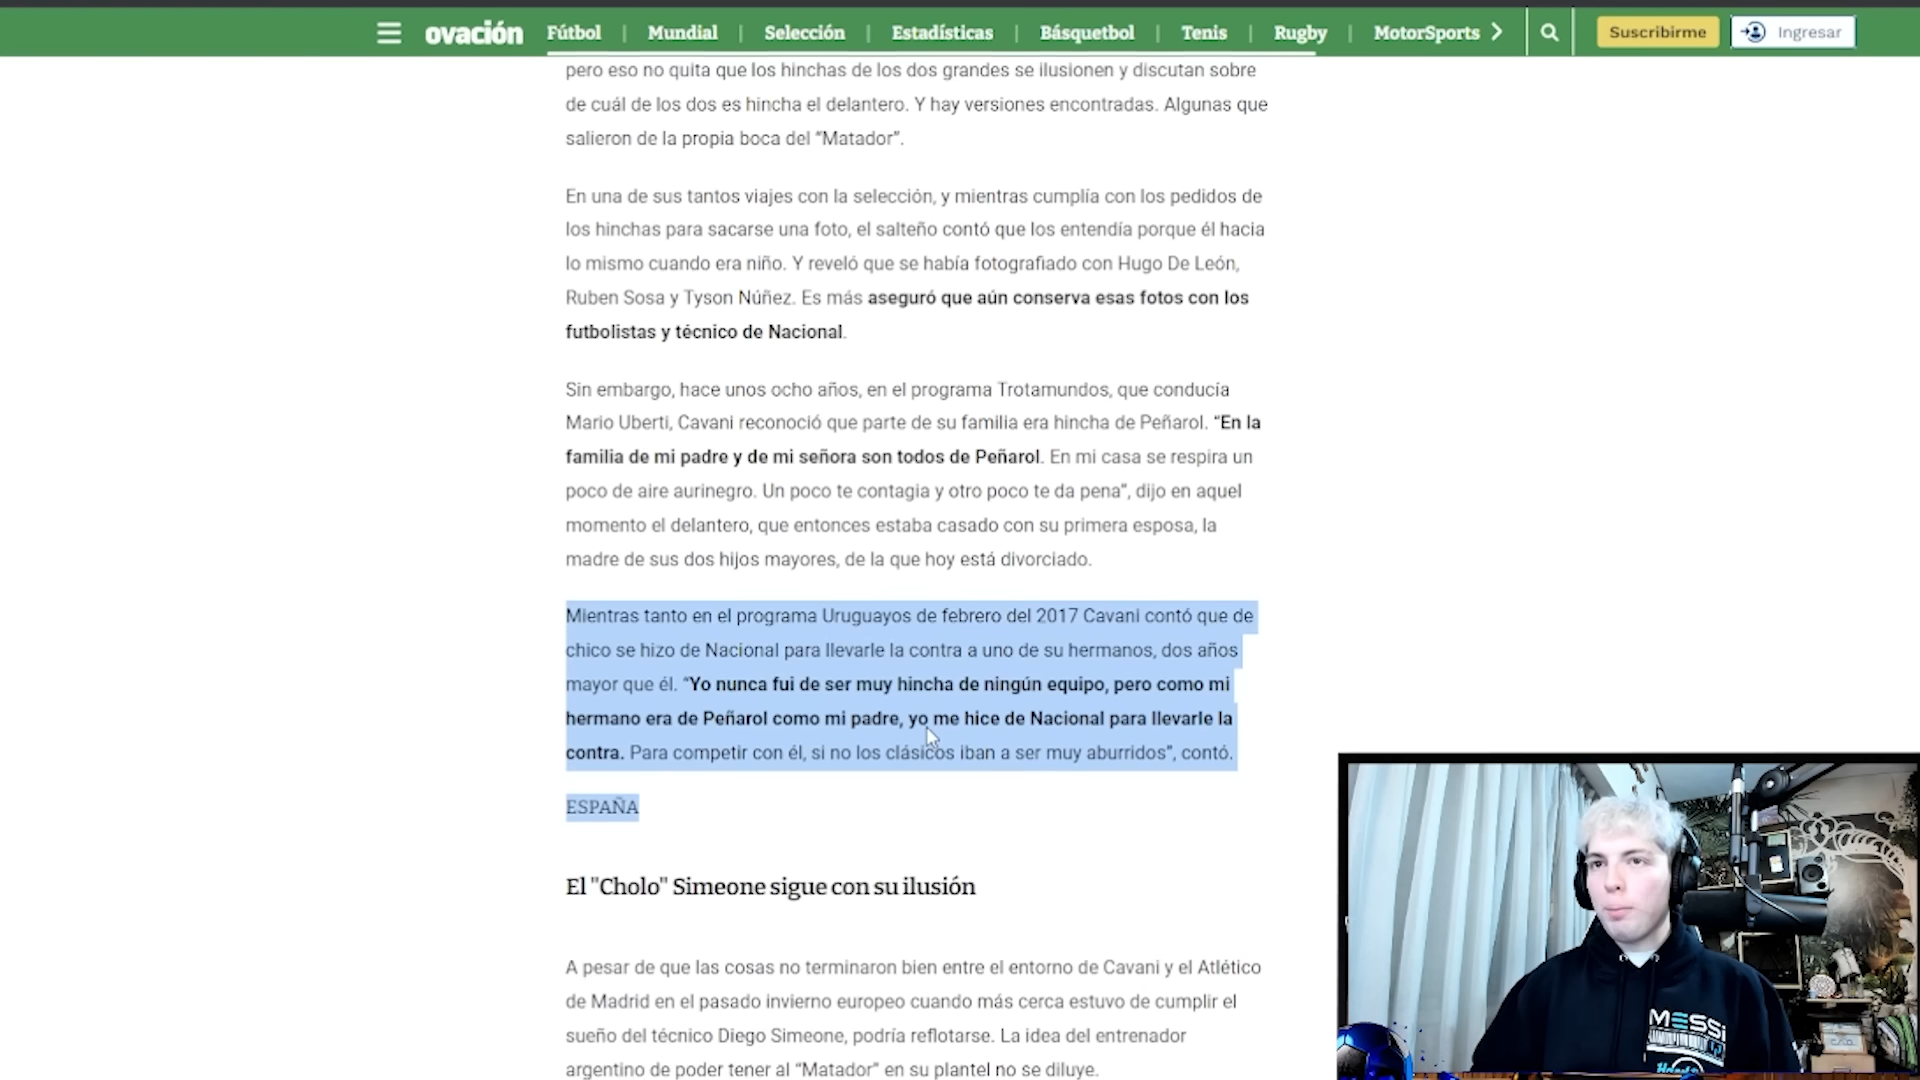 ovación
Fútbol | Mundial | Selección | Estadísticas | Básquetbol | Tenis | Rugby | MotorSports
Suscribirme
Ingresar
pero eso no quita que los hinchas de los dos grandes se ilusionen y discutan sobre
de cuál de los dos es hincha el delantero. Y hay versiones encontradas. Algunas que
salieron de la propia boca del “Matador”.
En una de sus tantos viajes con la selección, y mientras cumplía con los pedidos de
los hinchas para sacarse una foto, el salteño contó que los entendía porque él hacia
lo mismo cuando era niño. Y reveló que se había fotografiado con Hugo De León,
Ruben Sosa y Tyson Núñez. Es más aseguró que aún conserva esas fotos con los
futbolistas y técnico de Nacional.
Sin embargo, hace unos ocho años, en el programa Trotamundos, que conducía
Mario Uberti, Cavani reconoció que parte de su familia era hincha de Peñarol. “En la
familia de mi padre y de mi señora son todos de Peñarol. En mi casa se respira un
poco de aire aurinegro. Un poco te contagia y otro poco te da pena”, dijo en aquel
momento el delantero, que entonces estaba casado con su primera esposa, la
madre de sus dos hijos mayores, de la que hoy está divorciado.
Mientras tanto en el programa Uruguayos de febrero del 2017 Cavani contó que de
chico se hizo de Nacional para llevarle la contra a uno de su hermanos, dos años
mayor que él. “Yo nunca fui de ser muy hincha de ningún equipo, pero como mi
hermano era de Peñarol como mi padre, yo me hice de Nacional para llevarle la
contra. Para competir con él, si no los clásicos iban a ser muy aburridos”, contó.
ESPAÑA
El "Cholo" Simeone sigue con su ilusión
A pesar de que las cosas no terminaron bien entre el entorno de Cavani y el Atlético
de Madrid en el pasado invierno europeo cuando más cerca estuvo de cumplir el
sueño del técnico Diego Simeone, podría reflotarse. La idea del entrenador
argentino de poder tener al “Matador” en su plantel no se diluye.
MESSI